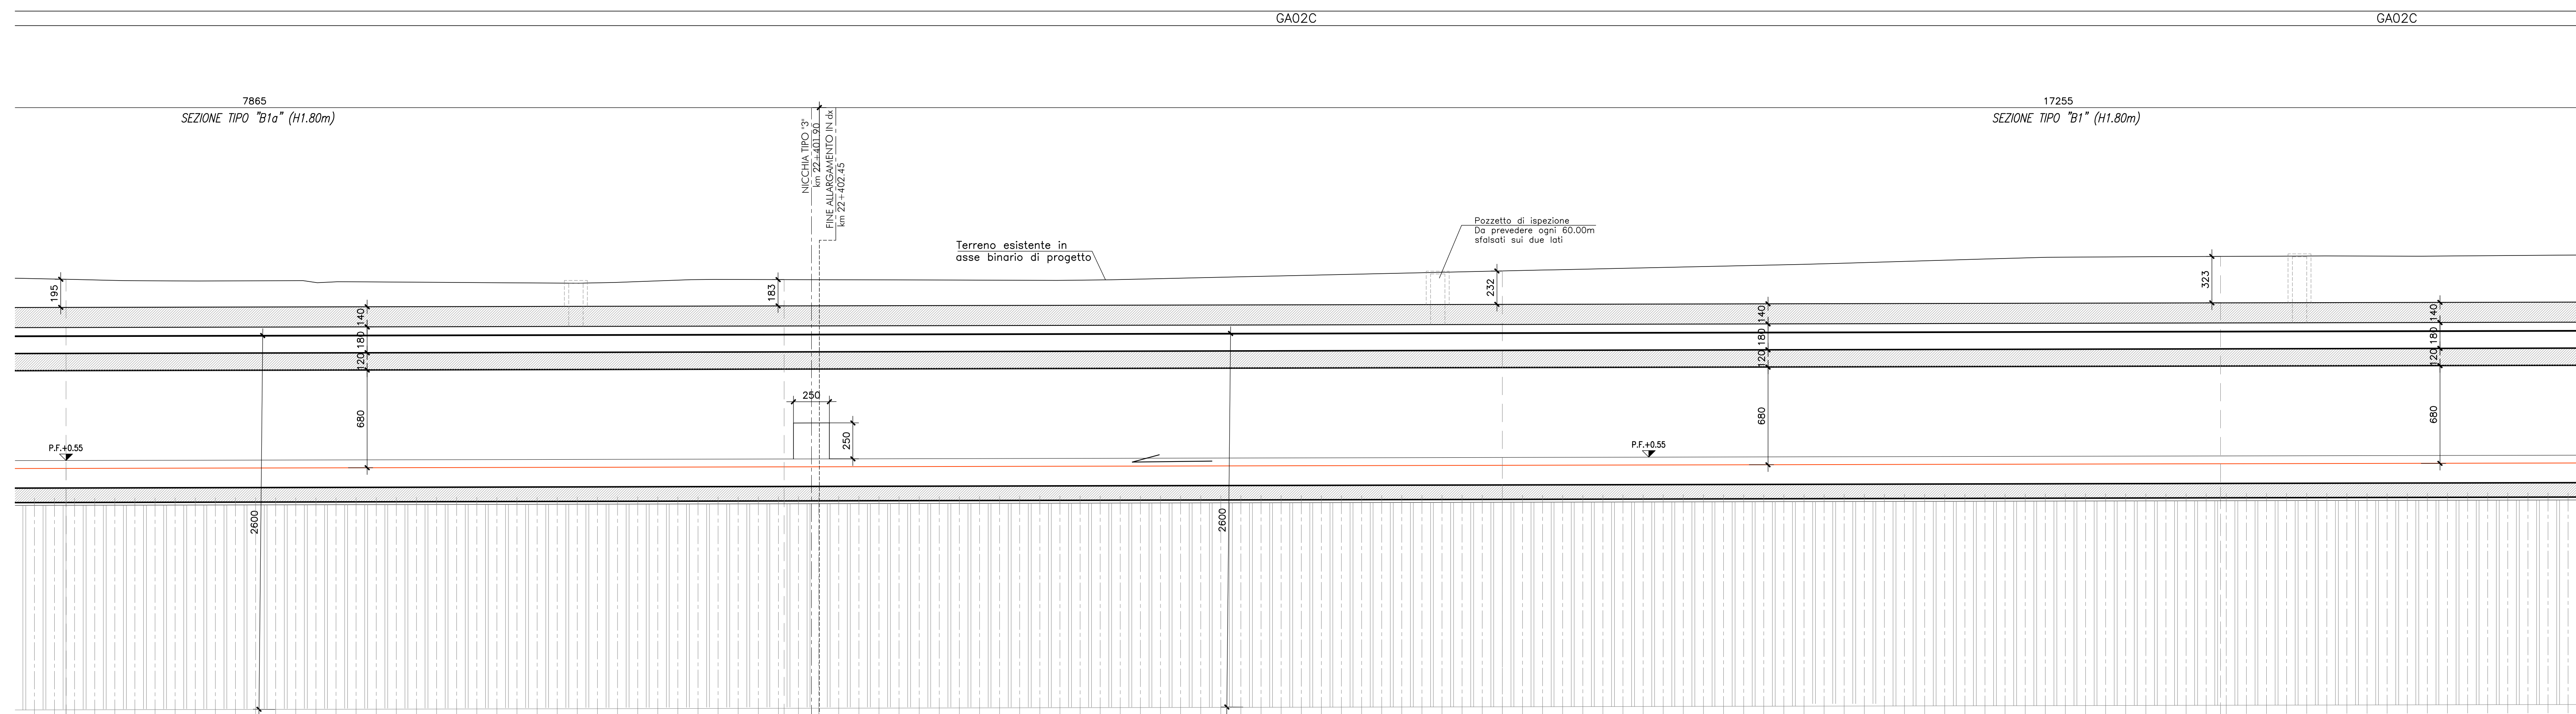 GA02C
GA02C
7865
SEZIONE TIPO "B1a" (H1.80m)
17255
SEZIONE TIPO "B1" (H1.80m)
NICCHIA TIPO "3"
km 22+401.90
FINE ALLARGAMENTO IN dx
km 22+402.45
Terreno esistente in
asse binario di progetto
Pozzetto di ispezione
Da prevedere ogni 60.00m
sfalsati sui due lati
195
183
232
323
140
180
120
680
140
180
120
680
140
180
120
680
250
250
P.F.+0.55
P.F.+0.55
2600
2600